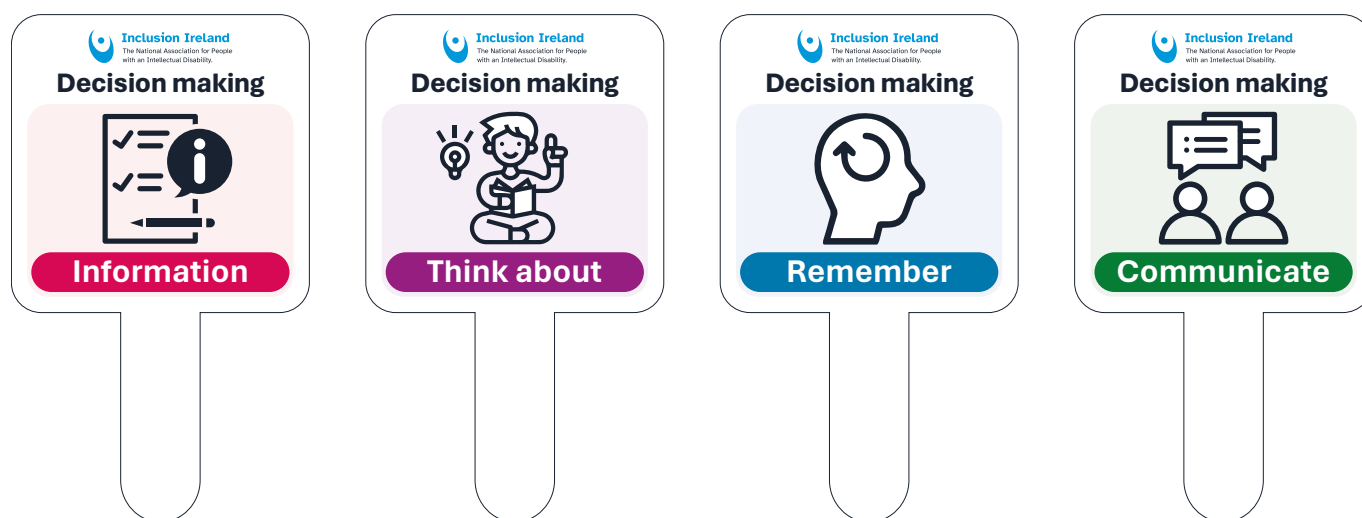 Inclusion Ireland
The National Association for People
with an Intellectual Disability.
Decision making
i
Information
Inclusion Ireland
The National Association for People
with an Intellectual Disability.
Decision making
Think about
Inclusion Ireland
The National Association for People
with an Intellectual Disability.
Decision making
Remember
Inclusion Ireland
The National Association for People
with an Intellectual Disability.
Decision making
Communicate